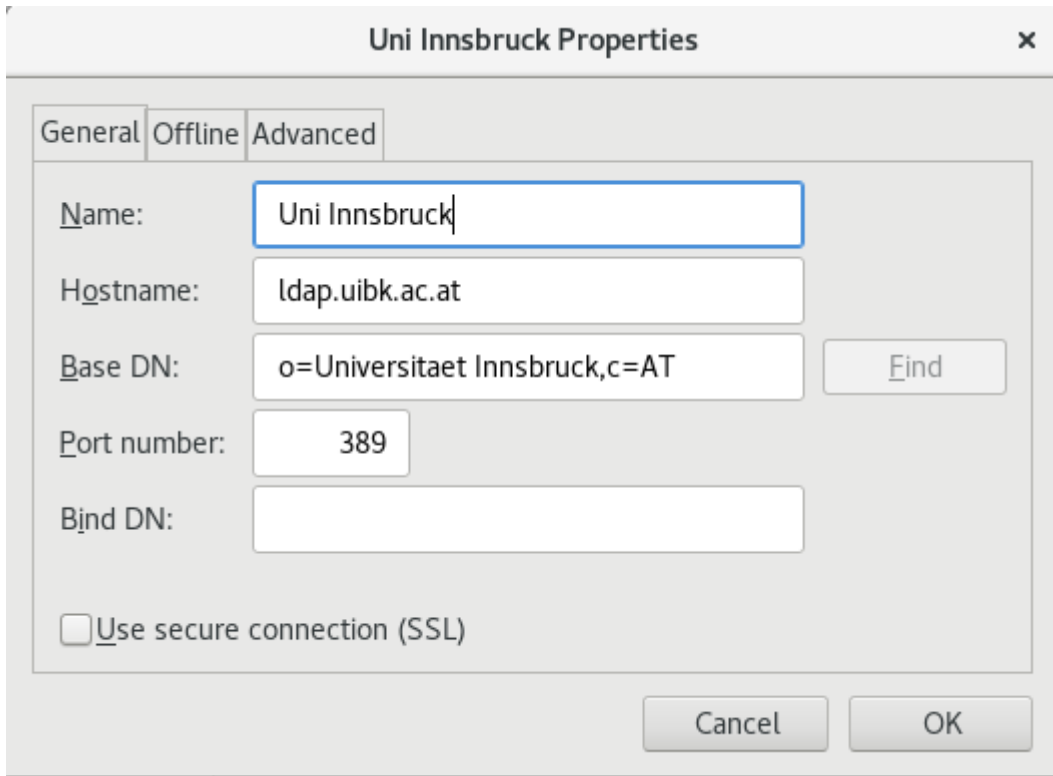 Uni Innsbruck Properties ×
General Offline Advanced
Name: Uni Innsbruck
Hostname: ldap.uibk.ac.at
Base DN: o=Universitaet Innsbruck,c=AT Find
Port number: 389
Bind DN:
Use secure connection (SSL)
Cancel OK